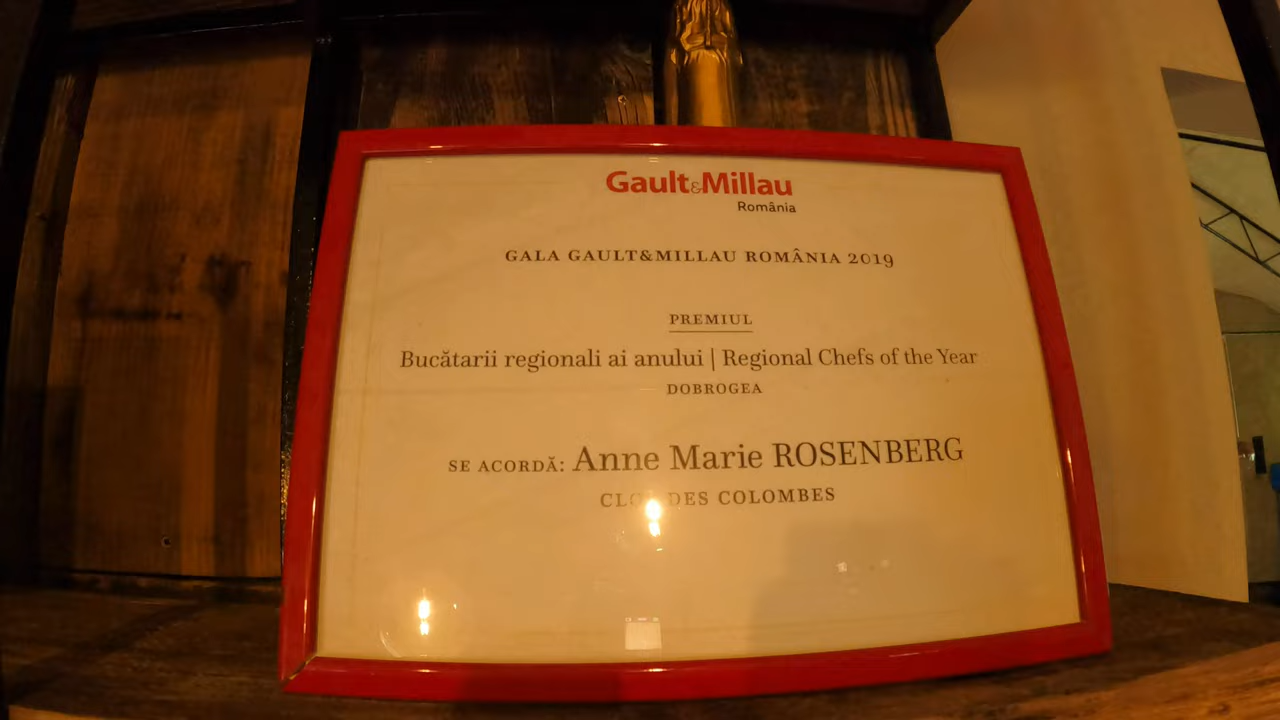 Gault&Millau
România
GALA GAULT&MILLAU ROMÂNIA 2019
PREMIUL
Bucătarii regionali ai anului | Regional Chefs of the Year
DOBROGEA
SE ACORDĂ: Anne Marie ROSENBERG
DES COLOMBES